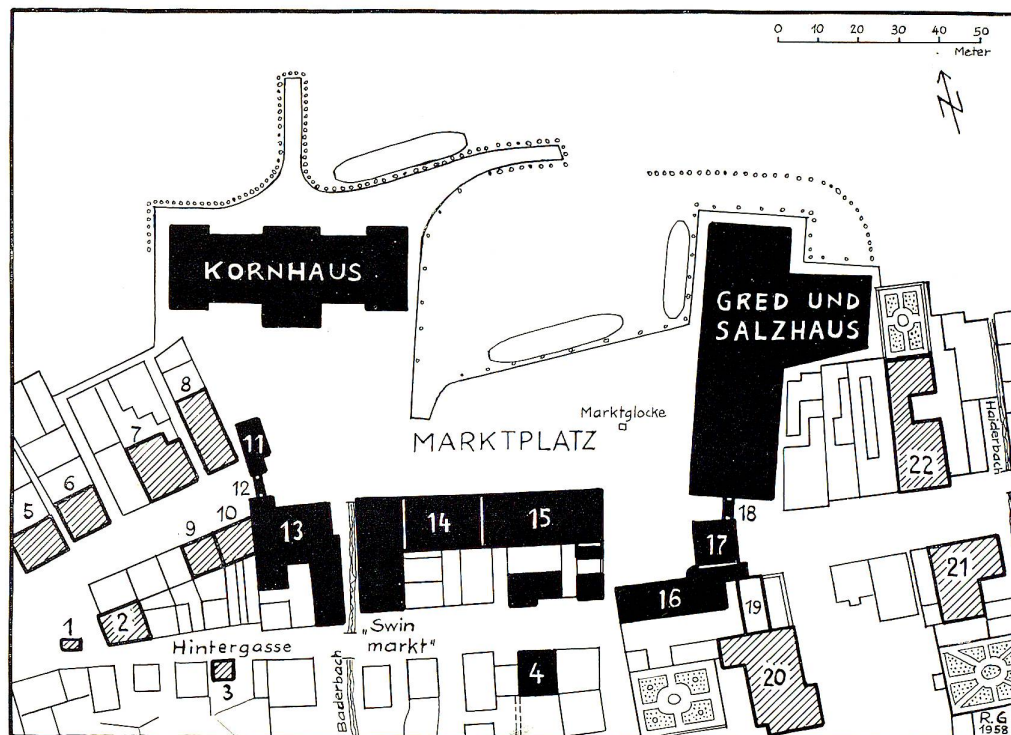 0 10 20 30 40 50
Meter
N
KORNHAUS
GRED UND
SALZHAUS
Marktglocke
MARKTPLATZ
Haiderbach
8
7
11
6
12
5
22
18
14
15
13
10
9
17
21
16
19
2
1
Hintergasse
"Swin
markt"
3
4
20
Baderbach
R.G
1958